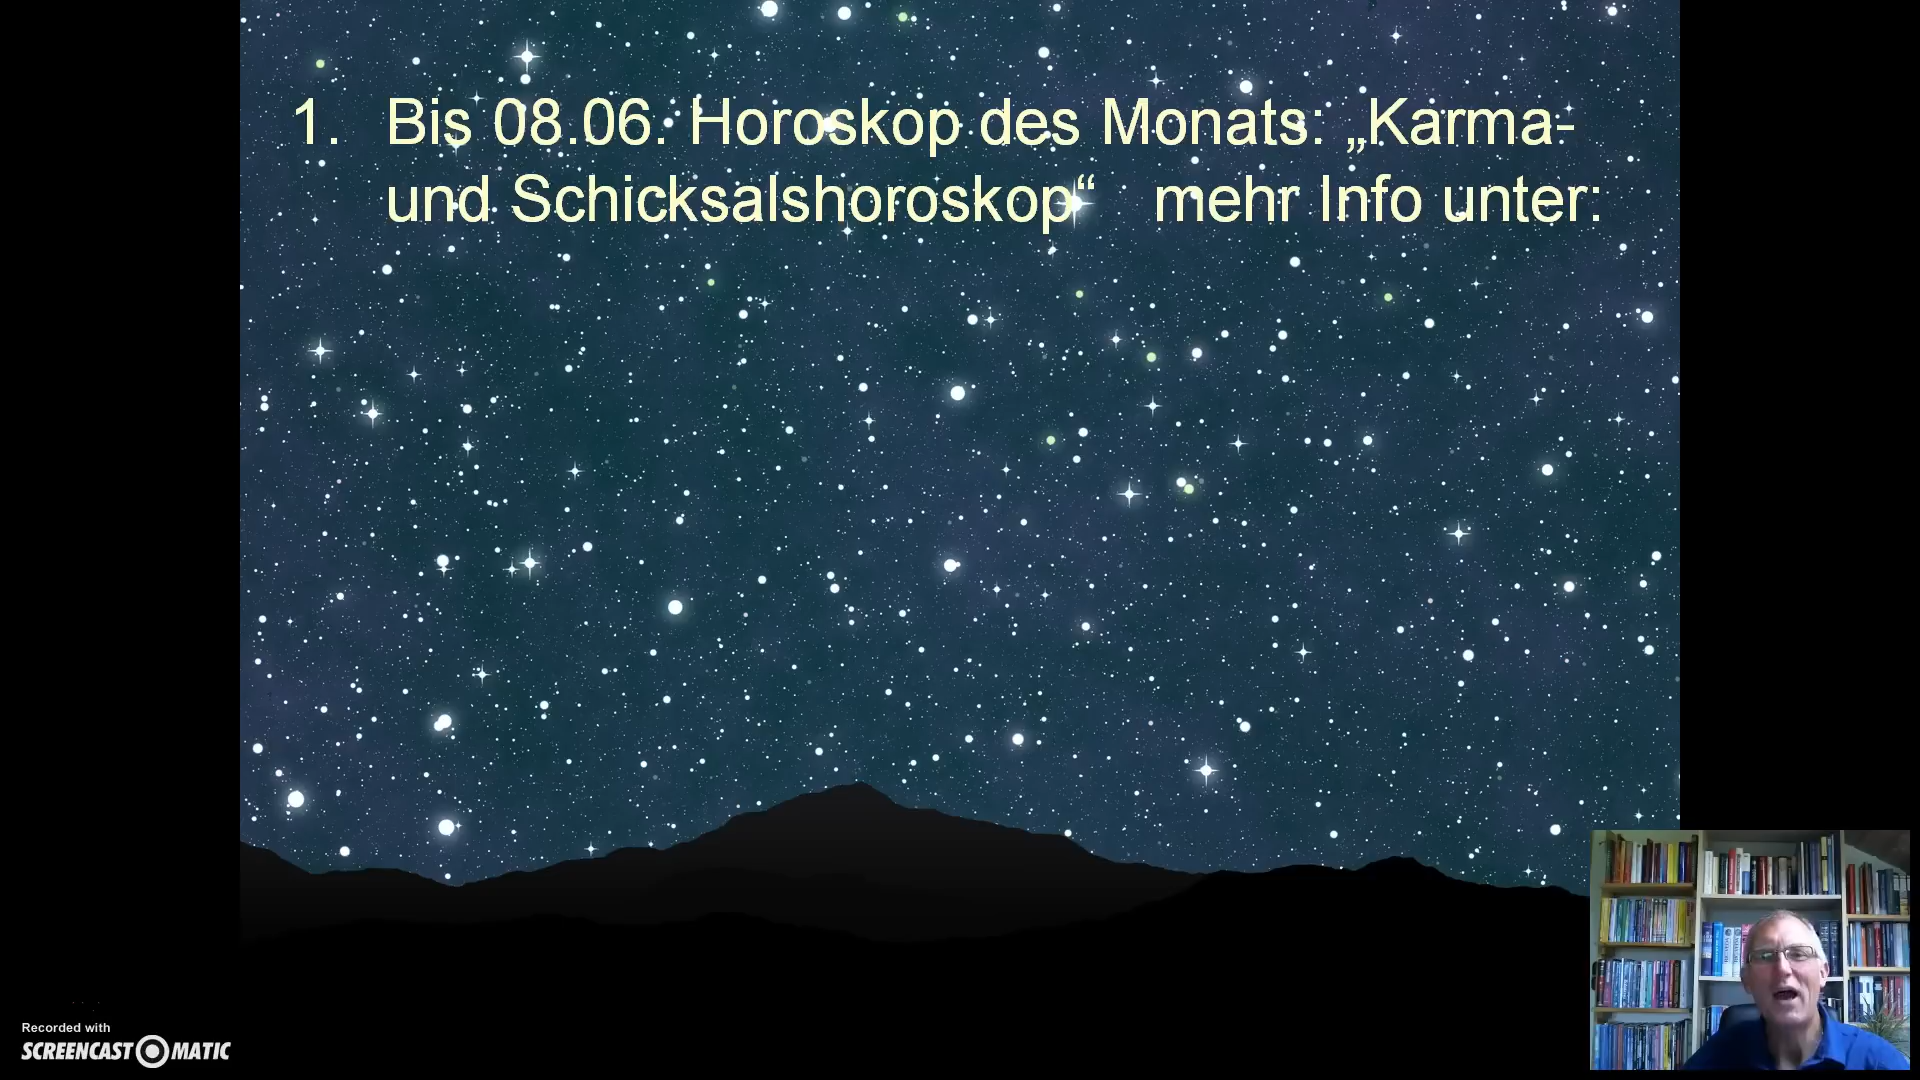 1. Bis 08.06. Horoskop des Monats: „Karma-
und Schicksalshoroskop“ mehr Info unter:
Recorded with
SCREENCAST MATIC